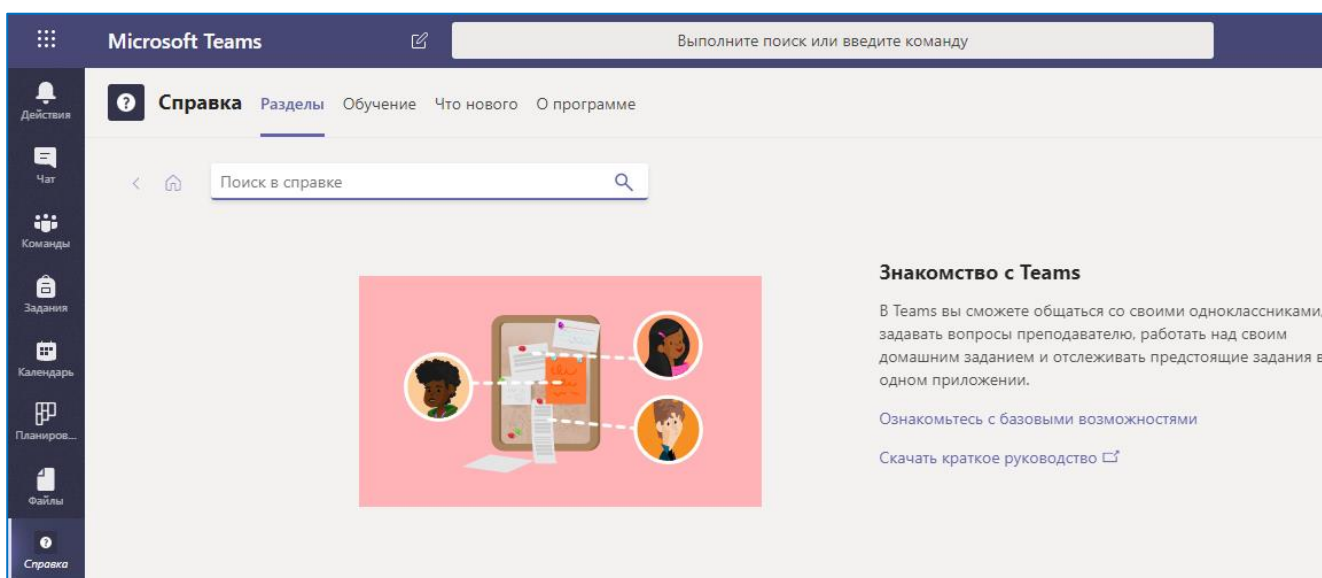 Microsoft Teams
Выполните поиск или введите команду
Действия
Чат
Команды
Задания
Календарь
Планиров...
Файлы
Справка
Справка Разделы Обучение Что нового О программе
Поиск в справке
Знакомство с Teams
В Teams вы сможете общаться со своими одноклассниками,
задавать вопросы преподавателю, работать над своим
домашним заданием и отслеживать предстоящие задания в
одном приложении.
Ознакомьтесь с базовыми возможностями
Скачать краткое руководство